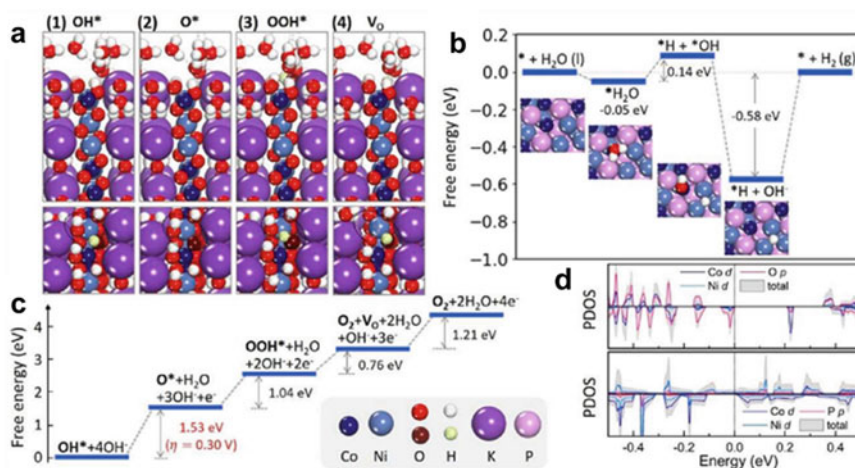 a
(1) OH*
(2) O*
(3) OOH*
(4) Vo
b
Free energy (eV)
0.2
0.0
−0.2
−0.4
−0.6
−0.8
−1.0
* + H2O (l)
*H2O
-0.05 eV
*H + *OH
0.14 eV
* + H2 (g)
-0.58 eV
*H + OH-
c
Free energy (eV)
4
3
2
1
0
OH*+4OH-
O*+H2O
+3OH-+e-
1.53 eV
(η = 0.30 V)
OOH*+H2O
+2OH-+2e-
1.04 eV
O2+Vo+2H2O
+OH-+3e-
0.76 eV
O2+2H2O+4e-
1.21 eV
Co Ni O H K P
d
PDOS
Co d O p
Ni d total
PDOS
Co d P p
Ni d total
-0.4 -0.2 0.0 0.2 0.4
Energy (eV)